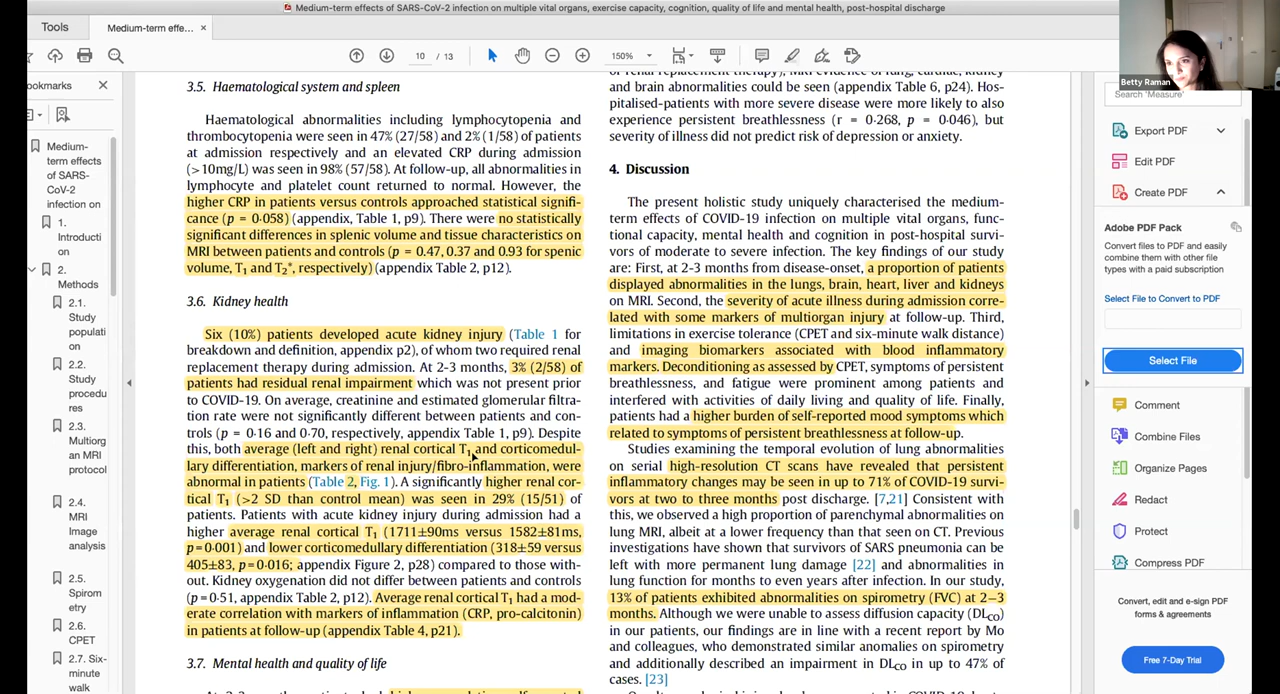 Medium-term effects of SARS-CoV-2 infection on multiple vital organs, exercise capacity, cognition, quality of life and mental health, post-hospital discharge
Tools
Medium-term effe... ×
10 / 13
150%
Betty Raman
ookmarks
Medium-
term effects
of SARS-
CoV-2
infection on
1.
Introducti
on
2.
Methods
2.1.
Study
populati
on
2.2.
Study
procedu
res
2.3.
Multiorg
an MRI
protocol
2.4.
MRI
Image
analysis
2.5.
Spirom
etry
2.6.
CPET
2.7. Six-
minute
walk
3.5. Haematological system and spleen
Haematological abnormalities including lymphocytopenia and
thrombocytopenia were seen in 47% (27/58) and 2% (1/58) of patients
at admission respectively and an elevated CRP during admission
(>10mg/L) was seen in 98% (57/58). At follow-up, all abnormalities in
lymphocyte and platelet count returned to normal. However, the
higher CRP in patients versus controls approached statistical signifi-
cance (p = 0·058) (appendix, Table 1, p9). There were no statistically
significant differences in splenic volume and tissue characteristics on
MRI between patients and controls (p = 0.47, 0.37 and 0.93 for spenic
volume, T1 and T2*, respectively) (appendix Table 2, p12).
3.6. Kidney health
Six (10%) patients developed acute kidney injury (Table 1 for
breakdown and definition, appendix p2), of whom two required renal
replacement therapy during admission. At 2-3 months, 3% (2/58) of
patients had residual renal impairment which was not present prior
to COVID-19. On average, creatinine and estimated glomerular filtra-
tion rate were not significantly different between patients and con-
trols (p = 0·16 and 0·70, respectively, appendix Table 1, p9). Despite
this, both average (left and right) renal cortical T1 and corticomedul-
lary differentiation, markers of renal injury/fibro-inflammation, were
abnormal in patients (Table 2, Fig. 1). A significantly higher renal cor-
tical T1 (>2 SD than control mean) was seen in 29% (15/51) of
patients. Patients with acute kidney injury during admission had a
higher average renal cortical T1 (1711±90ms versus 1582±81ms,
p=0·001) and lower corticomedullary differentiation (318±59 versus
405±83, p=0·016; appendix Figure 2, p28) compared to those with-
out. Kidney oxygenation did not differ between patients and controls
(p=0·51, appendix Table 2, p12). Average renal cortical T1 had a mod-
erate correlation with markers of inflammation (CRP, pro-calcitonin)
in patients at follow-up (appendix Table 4, p21).
3.7. Mental health and quality of life
of renal replacement therapy), MRI evidence of lung, cardiac, kidney
and brain abnormalities could be seen (appendix Table 6, p24). Hos-
pitalised-patients with more severe disease were more likely to also
experience persistent breathlessness (r = 0·268, p = 0·046), but
severity of illness did not predict risk of depression or anxiety.
4. Discussion
The present holistic study uniquely characterised the medium-
term effects of COVID-19 infection on multiple vital organs, func-
tional capacity, mental health and cognition in post-hospital survi-
vors of moderate to severe infection. The key findings of our study
are: First, at 2-3 months from disease-onset, a proportion of patients
displayed abnormalities in the lungs, brain, heart, liver and kidneys
on MRI. Second, the severity of acute illness during admission corre-
lated with some markers of multiorgan injury at follow-up. Third,
limitations in exercise tolerance (CPET and six-minute walk distance)
and imaging biomarkers associated with blood inflammatory
markers. Deconditioning as assessed by CPET, symptoms of persistent
breathlessness, and fatigue were prominent among patients and
interfered with activities of daily living and quality of life. Finally,
patients had a higher burden of self-reported mood symptoms which
related to symptoms of persistent breathlessness at follow-up.
Studies examining the temporal evolution of lung abnormalities
on serial high-resolution CT scans have revealed that persistent
inflammatory changes may be seen in up to 71% of COVID-19 survi-
vors at two to three months post discharge. [7,21] Consistent with
this, we observed a high proportion of parenchymal abnormalities on
lung MRI, albeit at a lower frequency than that seen on CT. Previous
investigations have shown that survivors of SARS pneumonia can be
left with more permanent lung damage [22] and abnormalities in
lung function for months to even years after infection. In our study,
13% of patients exhibited abnormalities on spirometry (FVC) at 2–3
months. Although we were unable to assess diffusion capacity (DLCO)
in our patients, our findings are in line with a recent report by Mo
and colleagues, who demonstrated similar anomalies on spirometry
and additionally described an impairment in DLCO in up to 47% of
cases. [23]
Search 'Measure'
Export PDF
Edit PDF
Create PDF
Adobe PDF Pack
Convert files to PDF and easily
combine them with other file
types with a paid subscription
Select File to Convert to PDF
Select File
Comment
Combine Files
Organize Pages
Redact
Protect
Compress PDF
Convert, edit and e-sign PDF
forms & agreements
Free 7-Day Trial